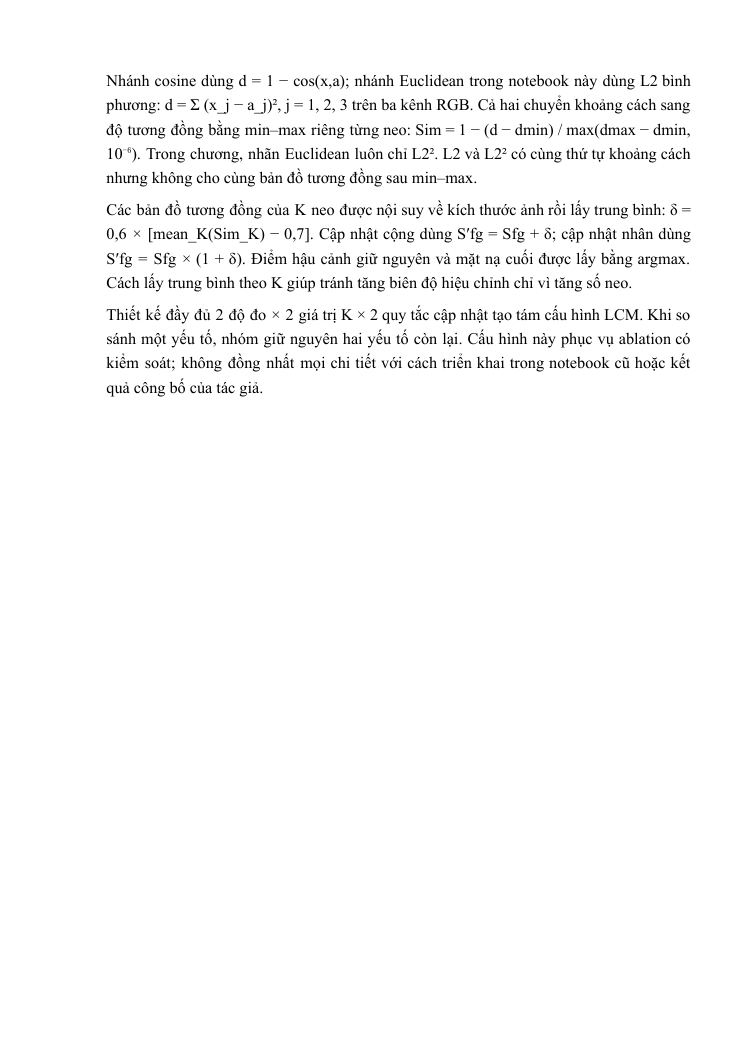 Nhánh cosine dùng d = 1 − cos(x,a); nhánh Euclidean trong notebook này dùng L2 bình
phương: d = Σ (x_j − a_j)², j = 1, 2, 3 trên ba kênh RGB. Cả hai chuyển khoảng cách sang
độ tương đồng bằng min–max riêng từng neo: Sim = 1 − (d − dmin) / max(dmax − dmin,
10⁻⁶). Trong chương, nhãn Euclidean luôn chỉ L2². L2 và L2² có cùng thứ tự khoảng cách
nhưng không cho cùng bản đồ tương đồng sau min–max.
Các bản đồ tương đồng của K neo được nội suy về kích thước ảnh rồi lấy trung bình: δ =
0,6 × [mean_K(Sim_K) − 0,7]. Cập nhật cộng dùng S′fg = Sfg + δ; cập nhật nhân dùng
S′fg = Sfg × (1 + δ). Điểm hậu cảnh giữ nguyên và mặt nạ cuối được lấy bằng argmax.
Cách lấy trung bình theo K giúp tránh tăng biên độ hiệu chỉnh chỉ vì tăng số neo.
Thiết kế đầy đủ 2 độ đo × 2 giá trị K × 2 quy tắc cập nhật tạo tám cấu hình LCM. Khi so
sánh một yếu tố, nhóm giữ nguyên hai yếu tố còn lại. Cấu hình này phục vụ ablation có
kiểm soát; không đồng nhất mọi chi tiết với cách triển khai trong notebook cũ hoặc kết
quả công bố của tác giả.